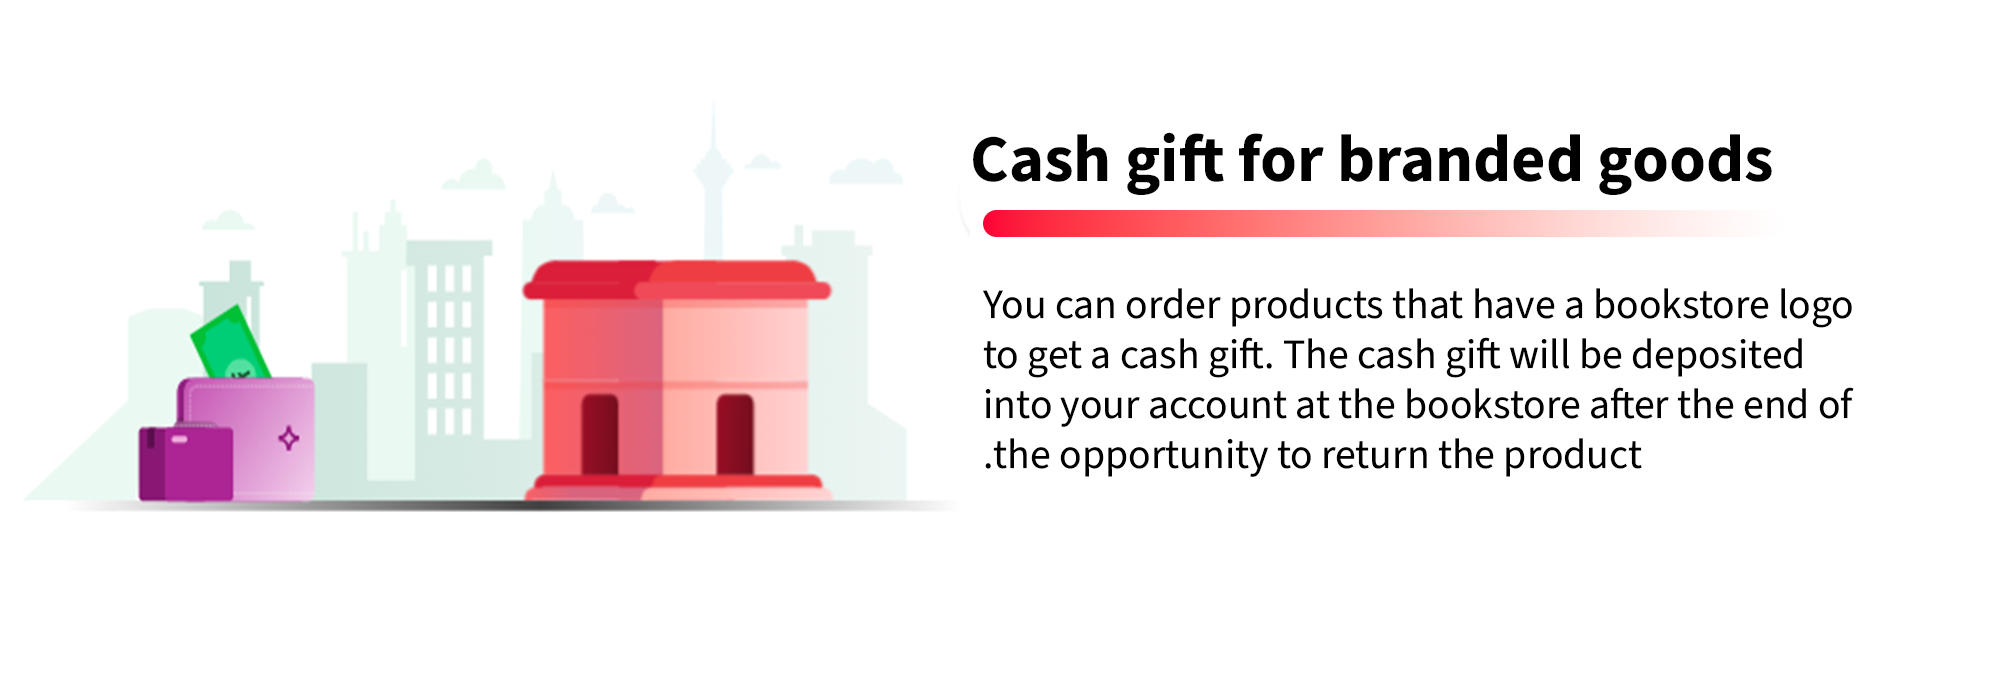 Cash gift for branded goods
You can order products that have a bookstore logo
to get a cash gift. The cash gift will be deposited
into your account at the bookstore after the end of
.the opportunity to return the product